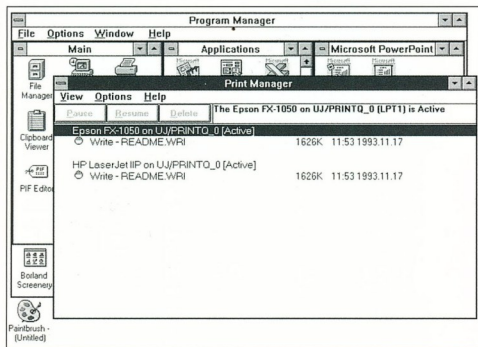 Program Manager
File Options Window Help
Main
Applications
Microsoft PowerPoint
File
Manager
Print Manager
View Options Help
Pause Resume Delete The Epson FX-1050 on UJ/PRINTQ_0 (LPT1) is Active
Epson FX-1050 on UJ/PRINTQ_0 [Active]
Write - README.WRI 1626K 11:53 1993.11.17
HP LaserJet IIP on UJ/PRINTQ_0 [Active]
Write - README.WRI 1626K 11:53 1993.11.17
Clipboard
Viewer
PIF
PIF Editor
Borland
Screenery
Paintbrush -
(Untitled)